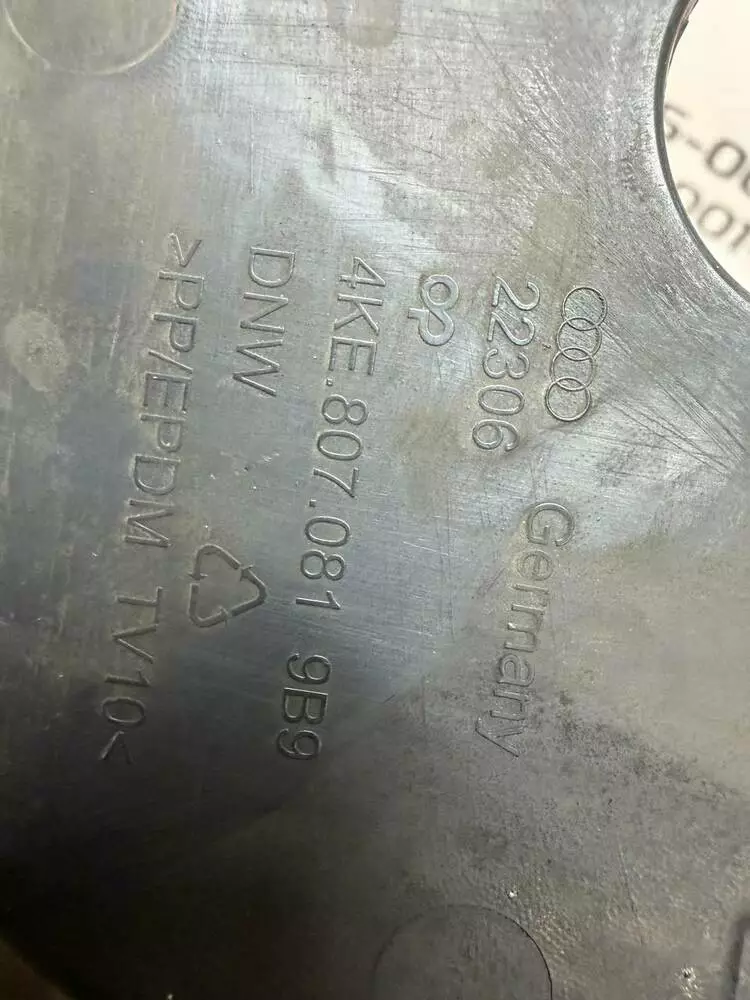 Germany
22306
4KE.807.081 9B9
DNW
>PP/EPDM TV10<